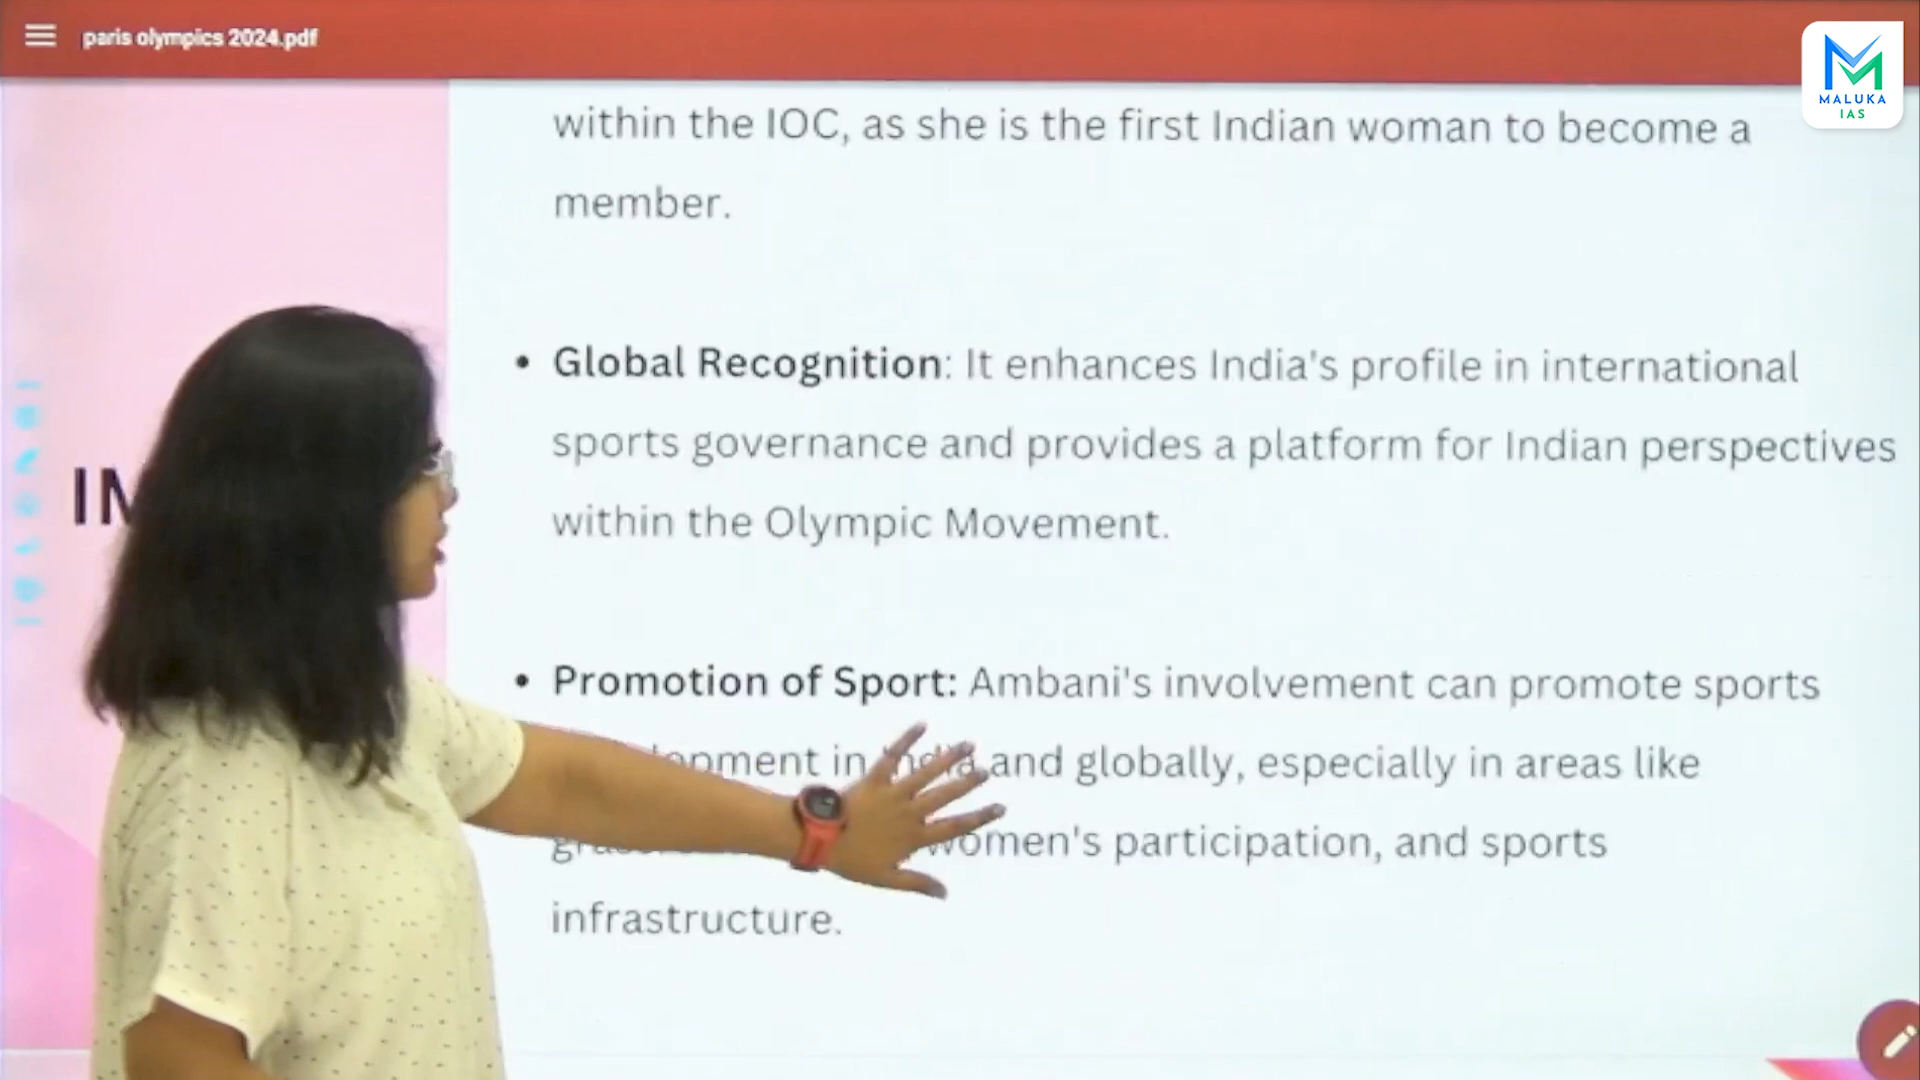 paris olympics 2024.pdf
MALUKA
IAS
within the IOC, as she is the first Indian woman to become a
member.
• Global Recognition: It enhances India's profile in international
sports governance and provides a platform for Indian perspectives
within the Olympic Movement.
• Promotion of Sport: Ambani's involvement can promote sports
in India and globally, especially in areas like
women's participation, and sports
infrastructure.